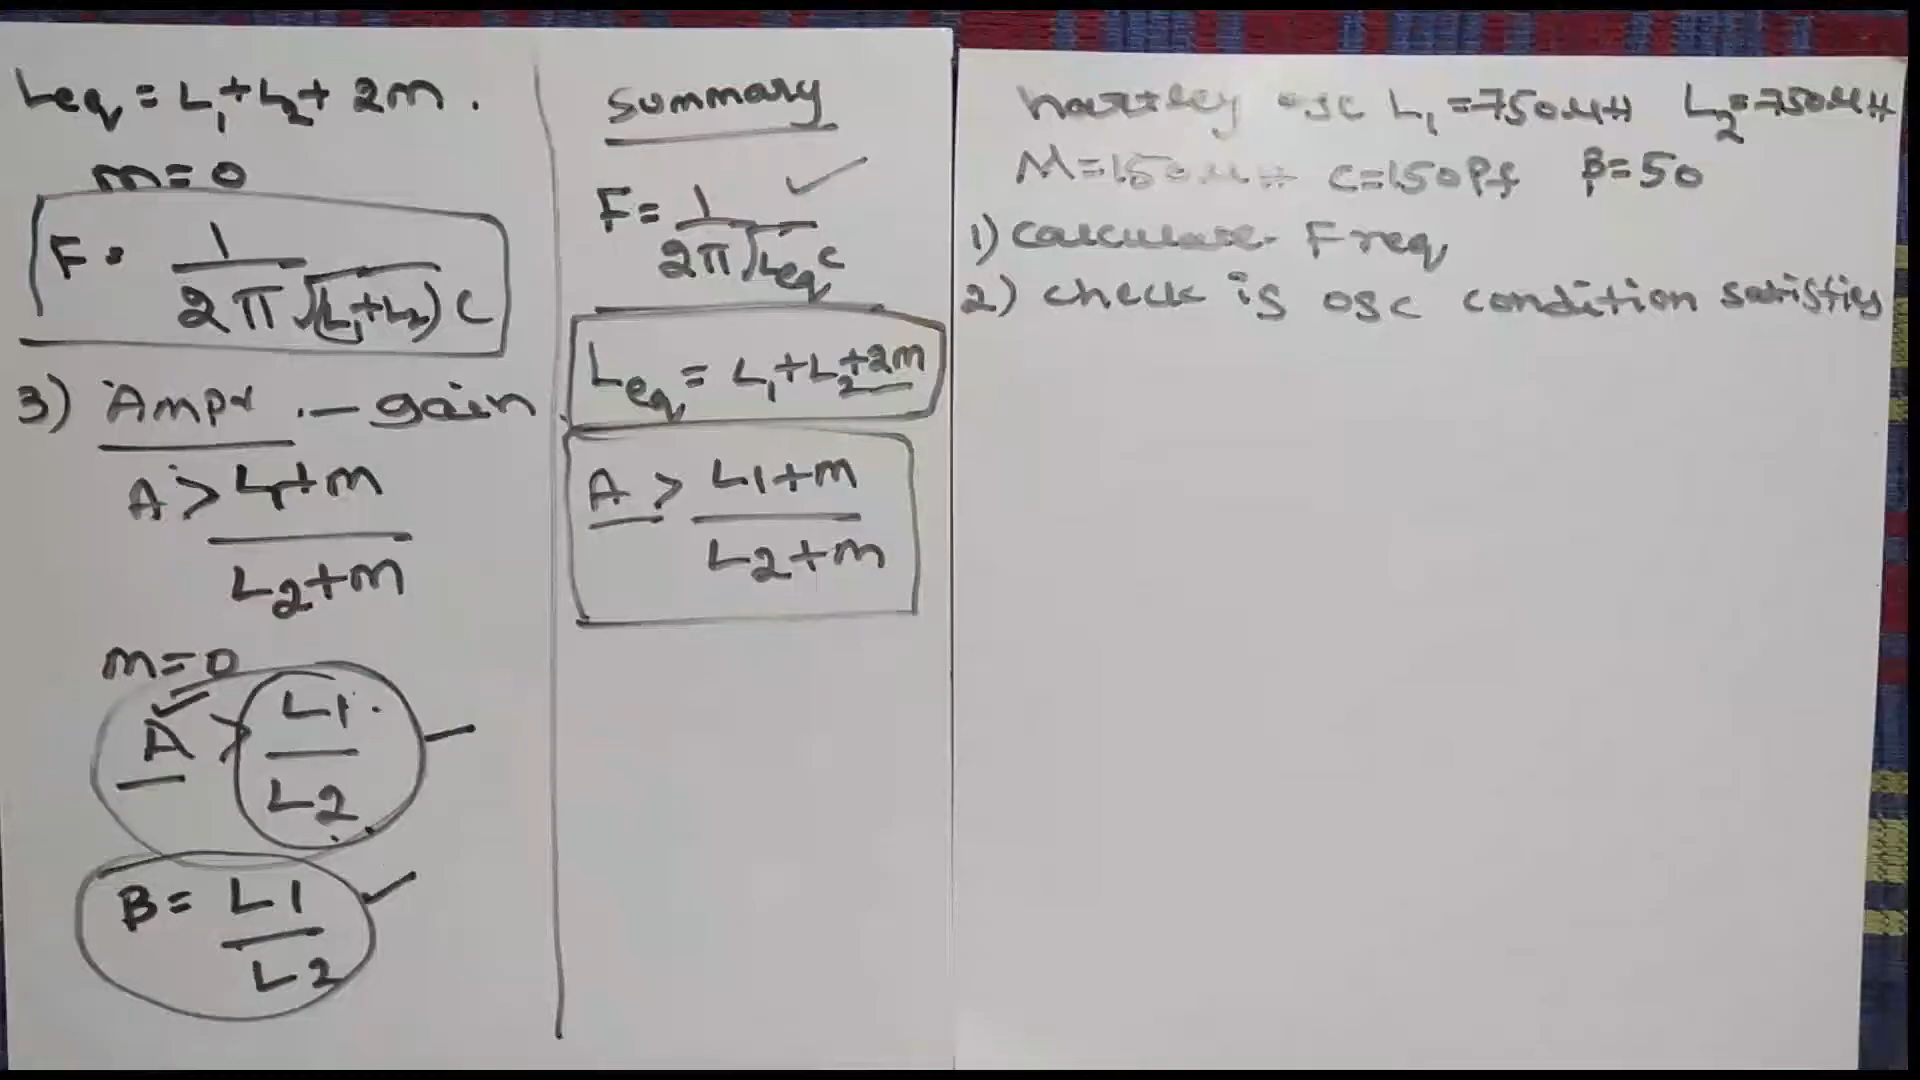 Leq = L1+L2+ 2m.
m=0
F = 1
2π√(L1+L2)C
3) Ampr .— gain
A > L1+m
L2+m
m=0
A > L1.
L2
B = L1
L2
Summary
F = 1
2π√Leq C
Leq = L1+L2+2m
A > L1+m
L2+m
hartley osc L1 = 750μH L2 = 750μH
M=150μH C=150Pf β=50
1) calculate Freq
2) check is osc condition satisfies